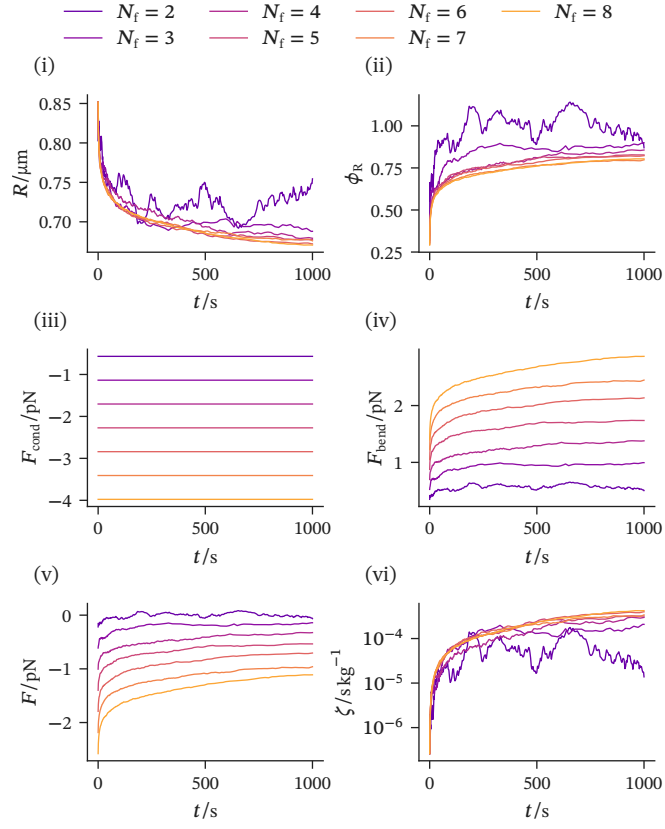 N_f = 2 N_f = 4 N_f = 6 N_f = 8
N_f = 3 N_f = 5 N_f = 7
(i) (ii)
0.85
0.80
0.75
0.70
R/μm
0 500 1000
t/s
1.00
0.75
0.50
0.25
ϕ_R
0 500 1000
t/s
(iii) (iv)
−1
−2
−3
−4
F_cond/pN
0 500 1000
t/s
2
1
F_bend/pN
0 500 1000
t/s
(v) (vi)
0
−1
−2
F/pN
0 500 1000
t/s
10⁻⁴
10⁻⁵
10⁻⁶
ζ/s kg⁻¹
0 500 1000
t/s